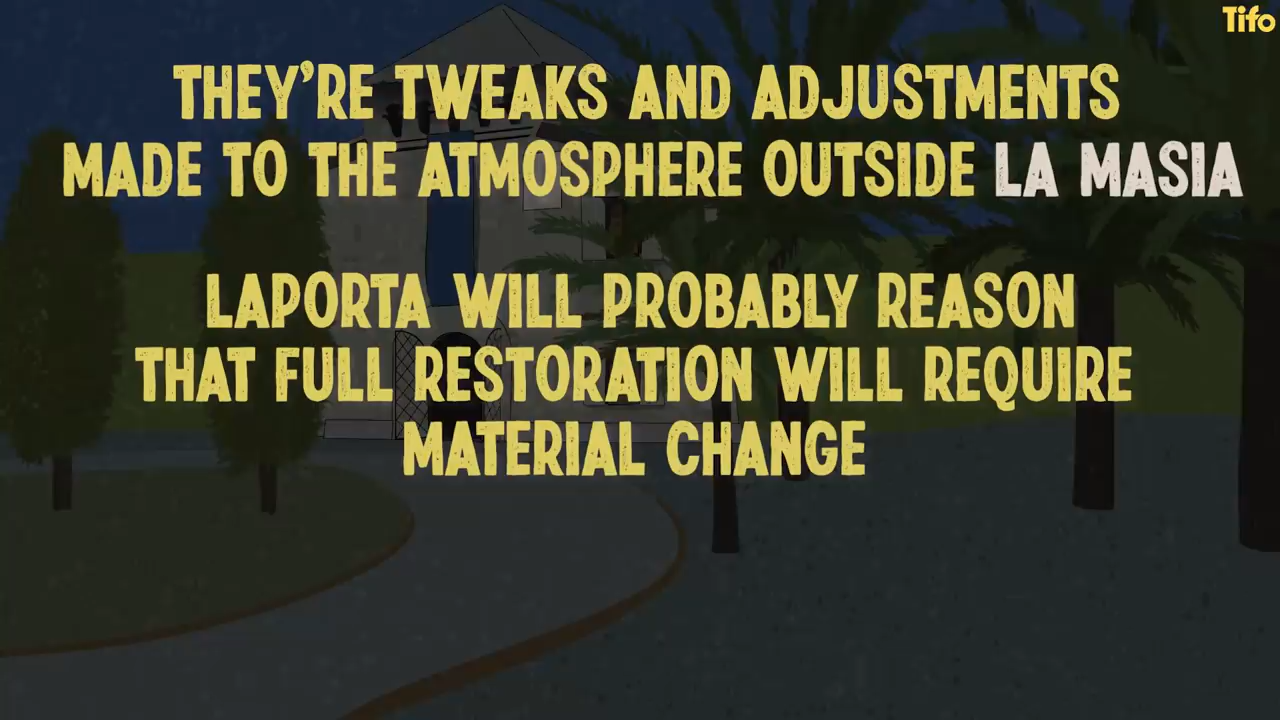 Tifo
THEY'RE TWEAKS AND ADJUSTMENTS
MADE TO THE ATMOSPHERE OUTSIDE LA MASIA
LAPORTA WILL PROBABLY REASON
THAT FULL RESTORATION WILL REQUIRE
MATERIAL CHANGE